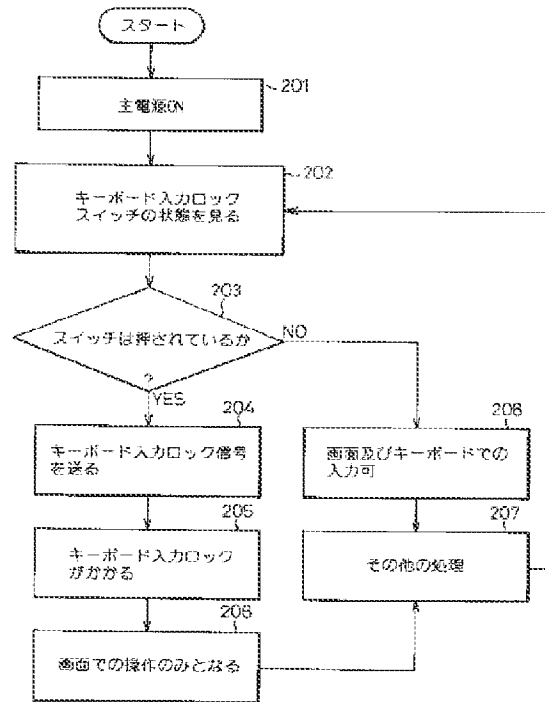 スタート
主電源ON
201
キーボード入力ロック
スイッチの状態を見る
202
スイッチは押されているか
?
203
NO
YES
キーボード入力ロック信号
を送る
204
キーボード入力ロック
がかかる
205
画面での操作のみとなる
206
画面及びキーボードでの
入力可
208
その他の処理
207